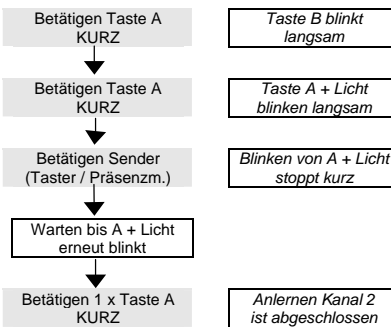 Betätigen Taste A
KURZ
Taste B blinkt
langsam
Betätigen Taste A
KURZ
Taste A + Licht
blinken langsam
Betätigen Sender
(Taster / Präsenzm.)
Blinken von A + Licht
stoppt kurz
Warten bis A + Licht
erneut blinkt
Betätigen 1 x Taste A
KURZ
Anlernen Kanal 2
ist abgeschlossen